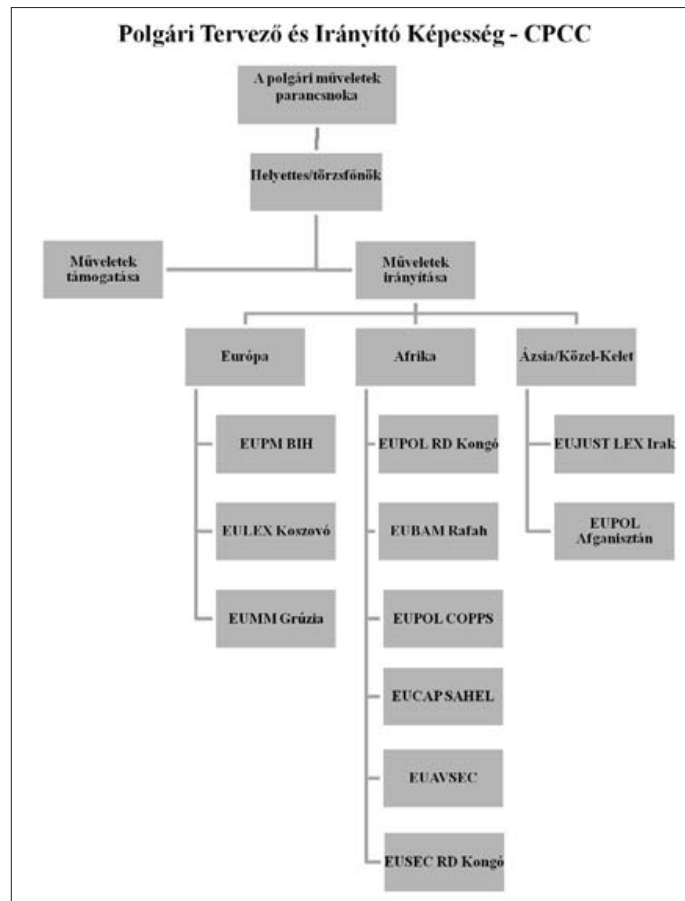 Polgári Tervező és Irányító Képesség - CPCC
A polgári műveletek
parancsnoka
Helyettes/törzsfőnök
Műveletek
támogatása
Műveletek
irányítása
Európa
Afrika
Ázsia/Közel-Kelet
EUPM BIH
EULEX Koszovó
EUMM Grúzia
EUPOL RD Kongó
EUBAM Rafah
EUPOL COPPS
EUCAP SAHEL
EUAVSEC
EUSEC RD Kongó
EUJUST LEX Irak
EUPOL
Afganisztán